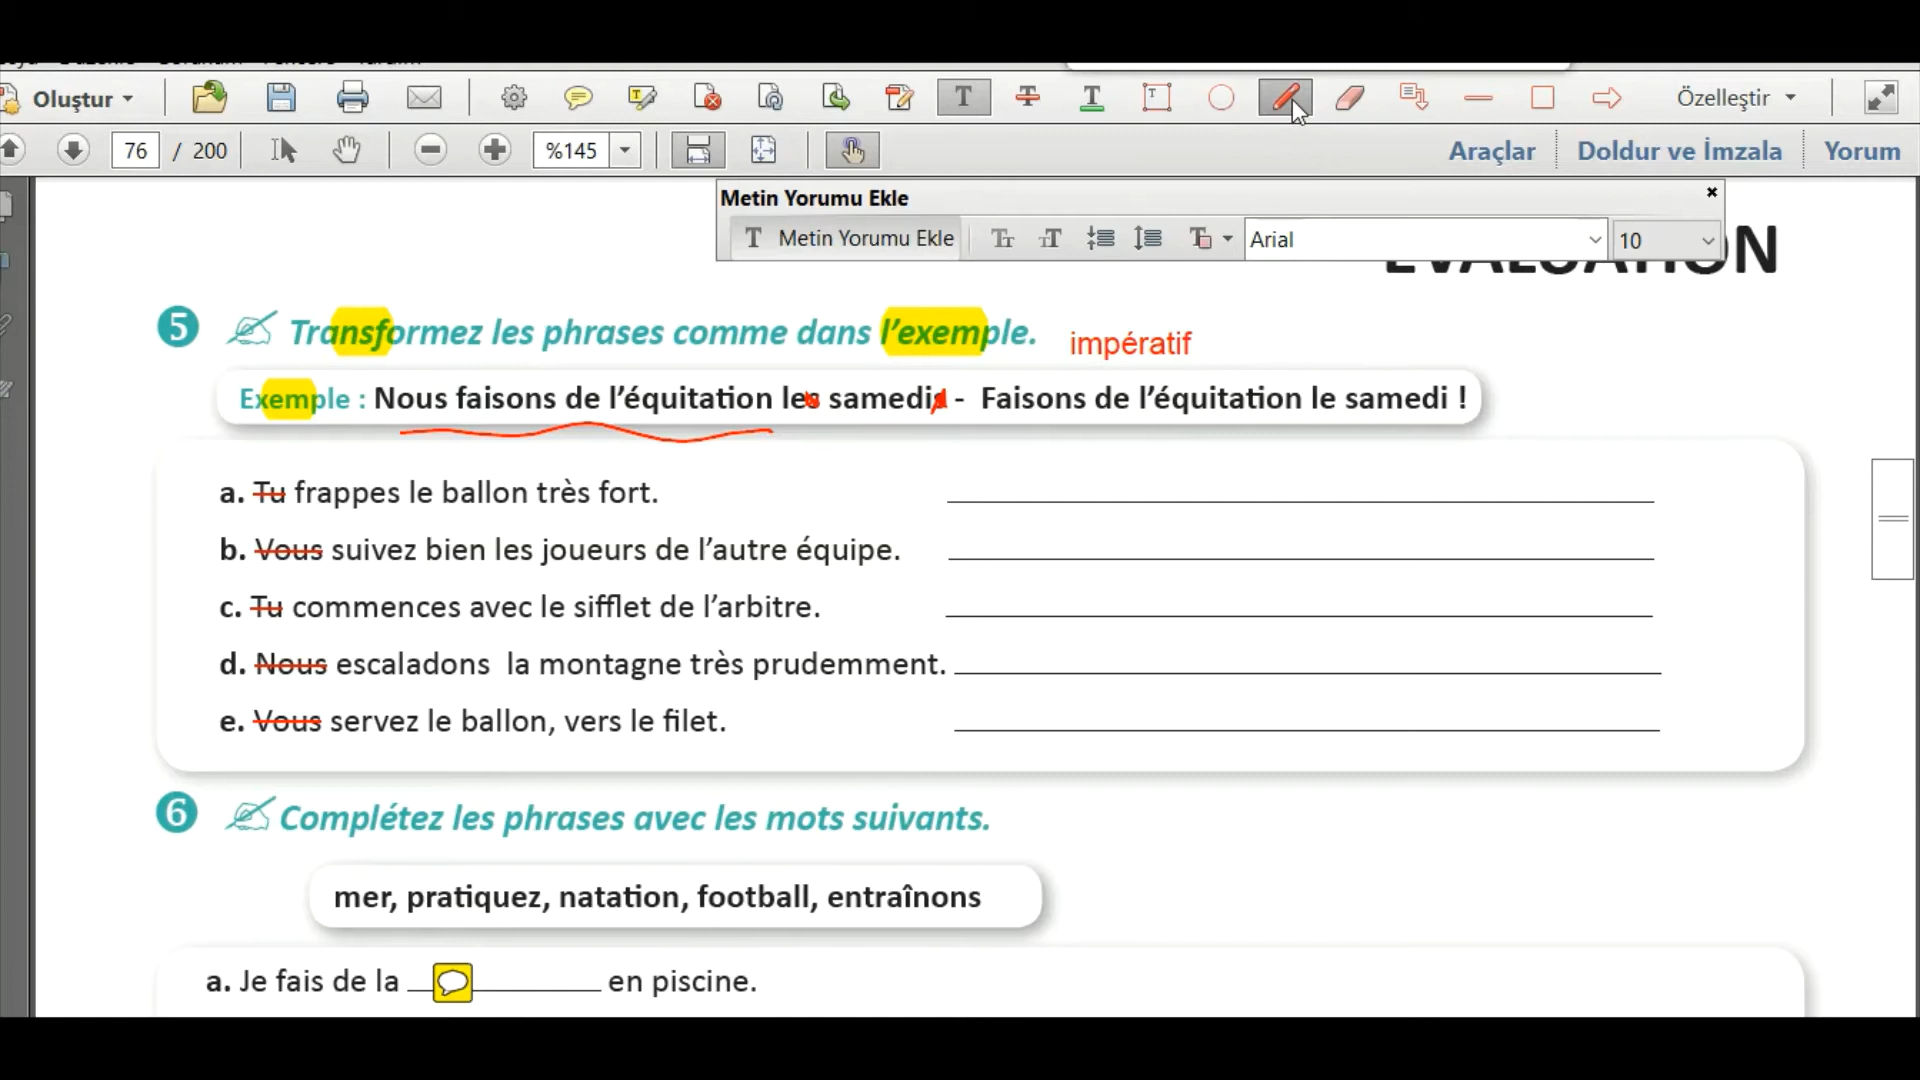 Oluştur
Özelleştir
76 / 200
%145
Araçlar
Doldur ve İmzala
Yorum
Metin Yorumu Ekle
T Metin Yorumu Ekle
Arial
10
EVALUATION
5 Transformez les phrases comme dans l'exemple.
impératif
Exemple : Nous faisons de l'équitation les samedis - Faisons de l'équitation le samedi !
a. Tu frappes le ballon très fort.
b. Vous suivez bien les joueurs de l'autre équipe.
c. Tu commences avec le sifflet de l'arbitre.
d. Nous escaladons la montagne très prudemment.
e. Vous servez le ballon, vers le filet.
6 Complétez les phrases avec les mots suivants.
mer, pratiquez, natation, football, entraînons
a. Je fais de la ____________ en piscine.